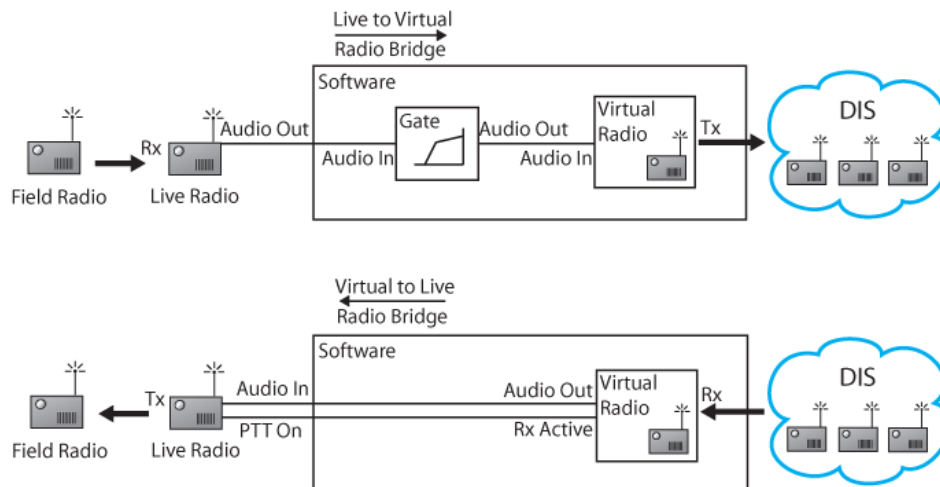 Live to Virtual
Radio Bridge
Software
Virtual
Radio
Tx
DIS
Gate
Audio Out
Audio Out
Rx
Audio In
Audio In
Field Radio
Live Radio
Virtual to Live
Radio Bridge
Software
DIS
Virtual
Radio
Rx
Audio In
Audio Out
Tx
PTT On
Rx Active
Field Radio
Live Radio